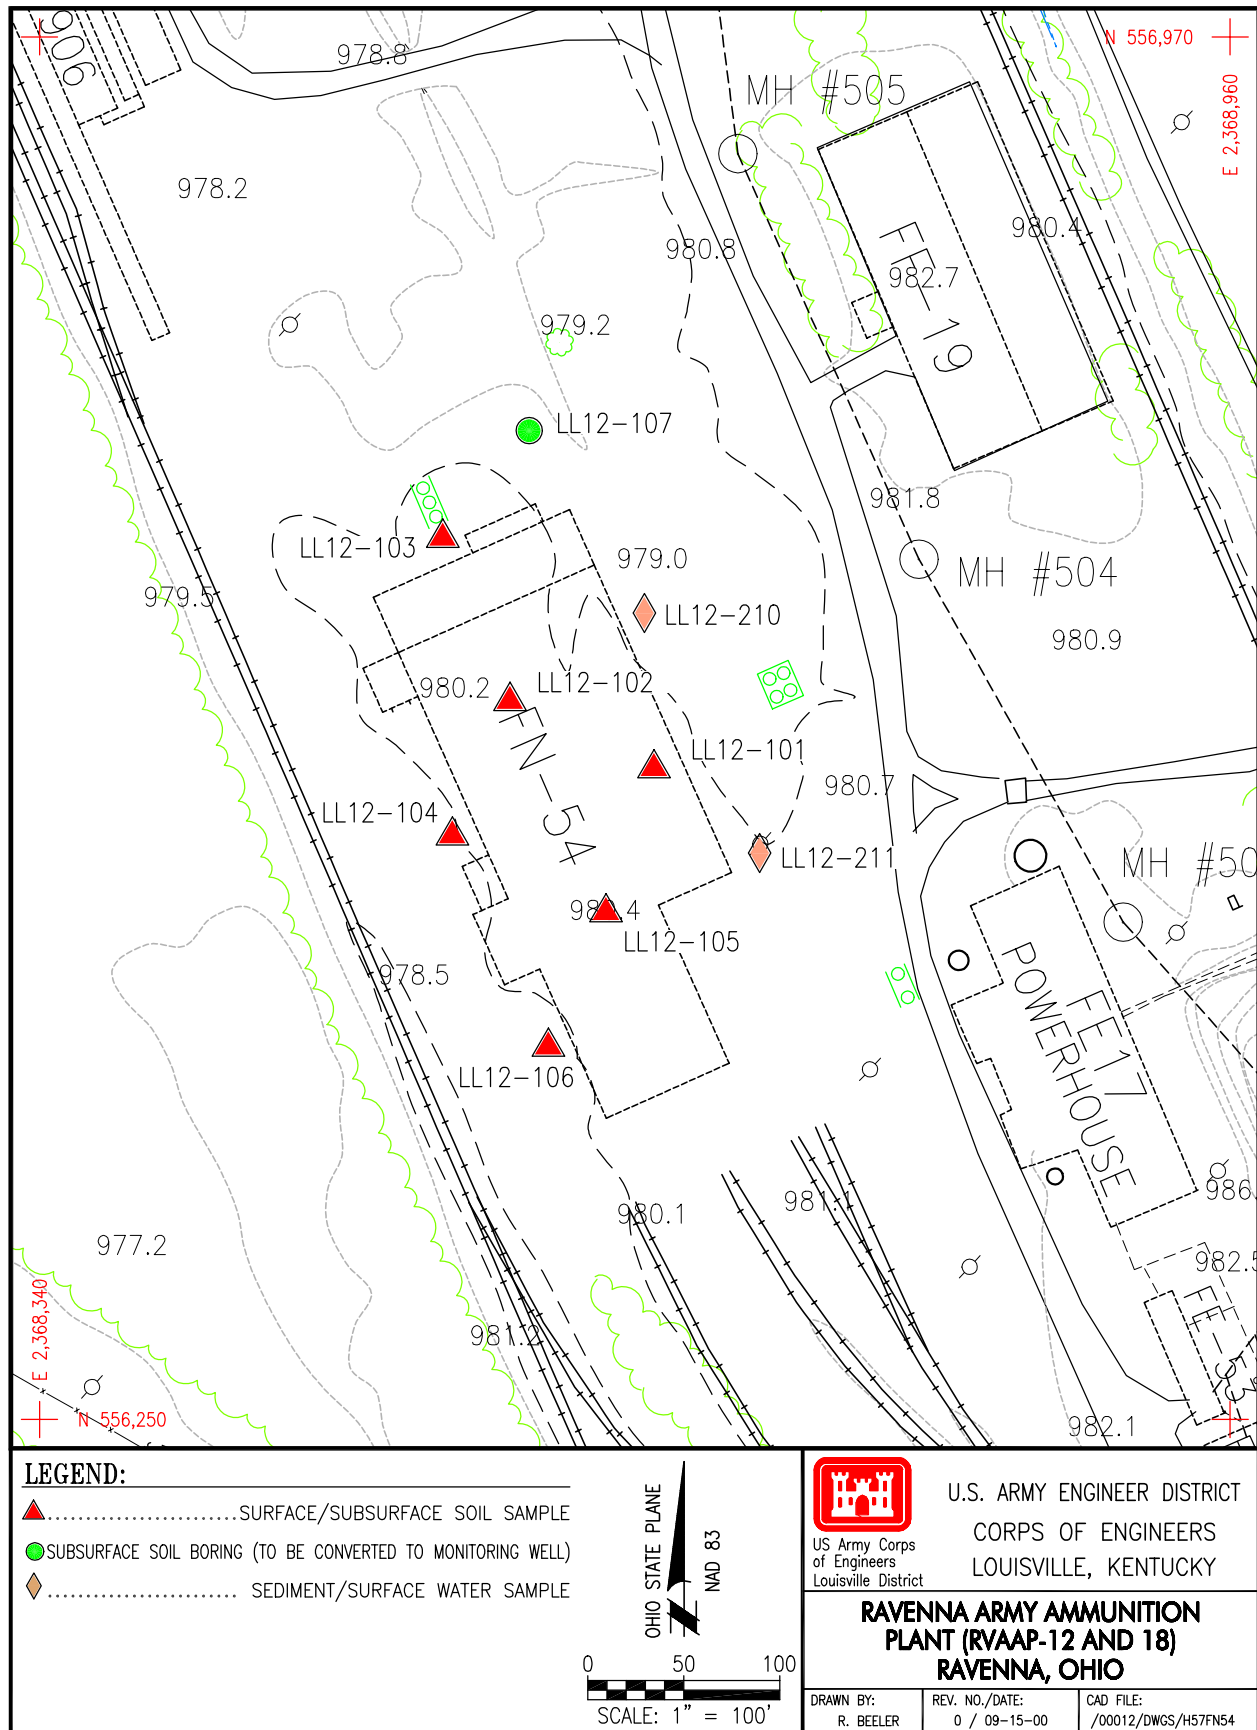 906
978.8
N 556,970
E 2,368,960
MH #505
978.2
980.8
980.4
982.7
FE-19
979.2
LL12-107
981.8
LL12-103
979.0
MH #504
979.5
LL12-210
980.9
LL12-102
980.2
FN-54
LL12-101
980.7
LL12-104
LL12-211
MH #50
LL12-105
978.5
FE17
POWERHOUSE
LL12-106
986.
980.1
981.1
977.2
982.5
E 2,368,340
981.2
N 556,250
982.1
LEGEND:
SURFACE/SUBSURFACE SOIL SAMPLE
SUBSURFACE SOIL BORING (TO BE CONVERTED TO MONITORING WELL)
SEDIMENT/SURFACE WATER SAMPLE
OHIO STATE PLANE
NAD 83
0 50 100
SCALE: 1" = 100'
US Army Corps
of Engineers
Louisville District
U.S. ARMY ENGINEER DISTRICT
CORPS OF ENGINEERS
LOUISVILLE, KENTUCKY
RAVENNA ARMY AMMUNITION
PLANT (RVAAP-12 AND 18)
RAVENNA, OHIO
DRAWN BY:
R. BEELER
REV. NO./DATE:
0 / 09-15-00
CAD FILE:
/00012/DWGS/H57FN54